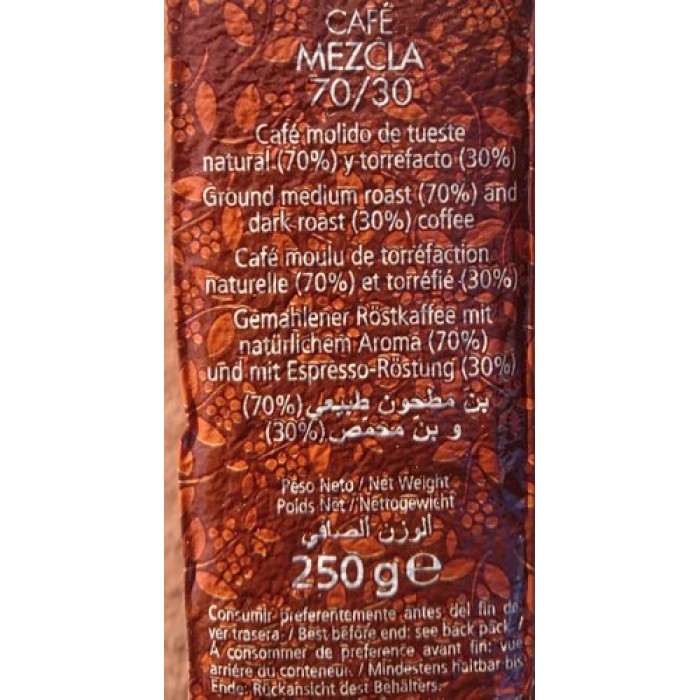 CAFÉ
MEZCLA
70/30
Café molido de tueste
natural (70%) y torrefacto (30%)
Ground medium roast (70%) and
dark roast (30%) coffee
Café moulu de torréfaction
naturelle (70%) et torréfié (30%)
Gemahlener Röstkaffee mit
natürlichem Aroma (70%)
und mit Espresso-Röstung (30%)
بن مطحون طبيعي (70%)
و بن محمص (30%)
Peso Neto / Net Weight
Poids Net / Nettogewicht
الوزن الصافي
250 g e
Consumir preferentemente antes del fin de
ver trasera. / Best before end: see back pack. /
A consommer de preference avant fin: vue
arriére du conteneur. / Mindestens haltbar bis
Ende: Rückansicht dest Behälters.